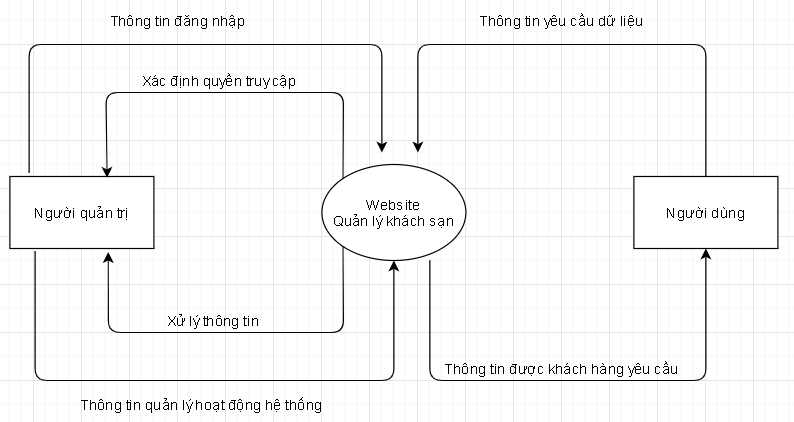 Thông tin đăng nhập
Thông tin yêu cầu dữ liệu
Xác định quyền truy cập
Người quản trị
Website
Quản lý khách sạn
Người dùng
Xử lý thông tin
Thông tin được khách hàng yêu cầu
Thông tin quản lý hoạt động hệ thống